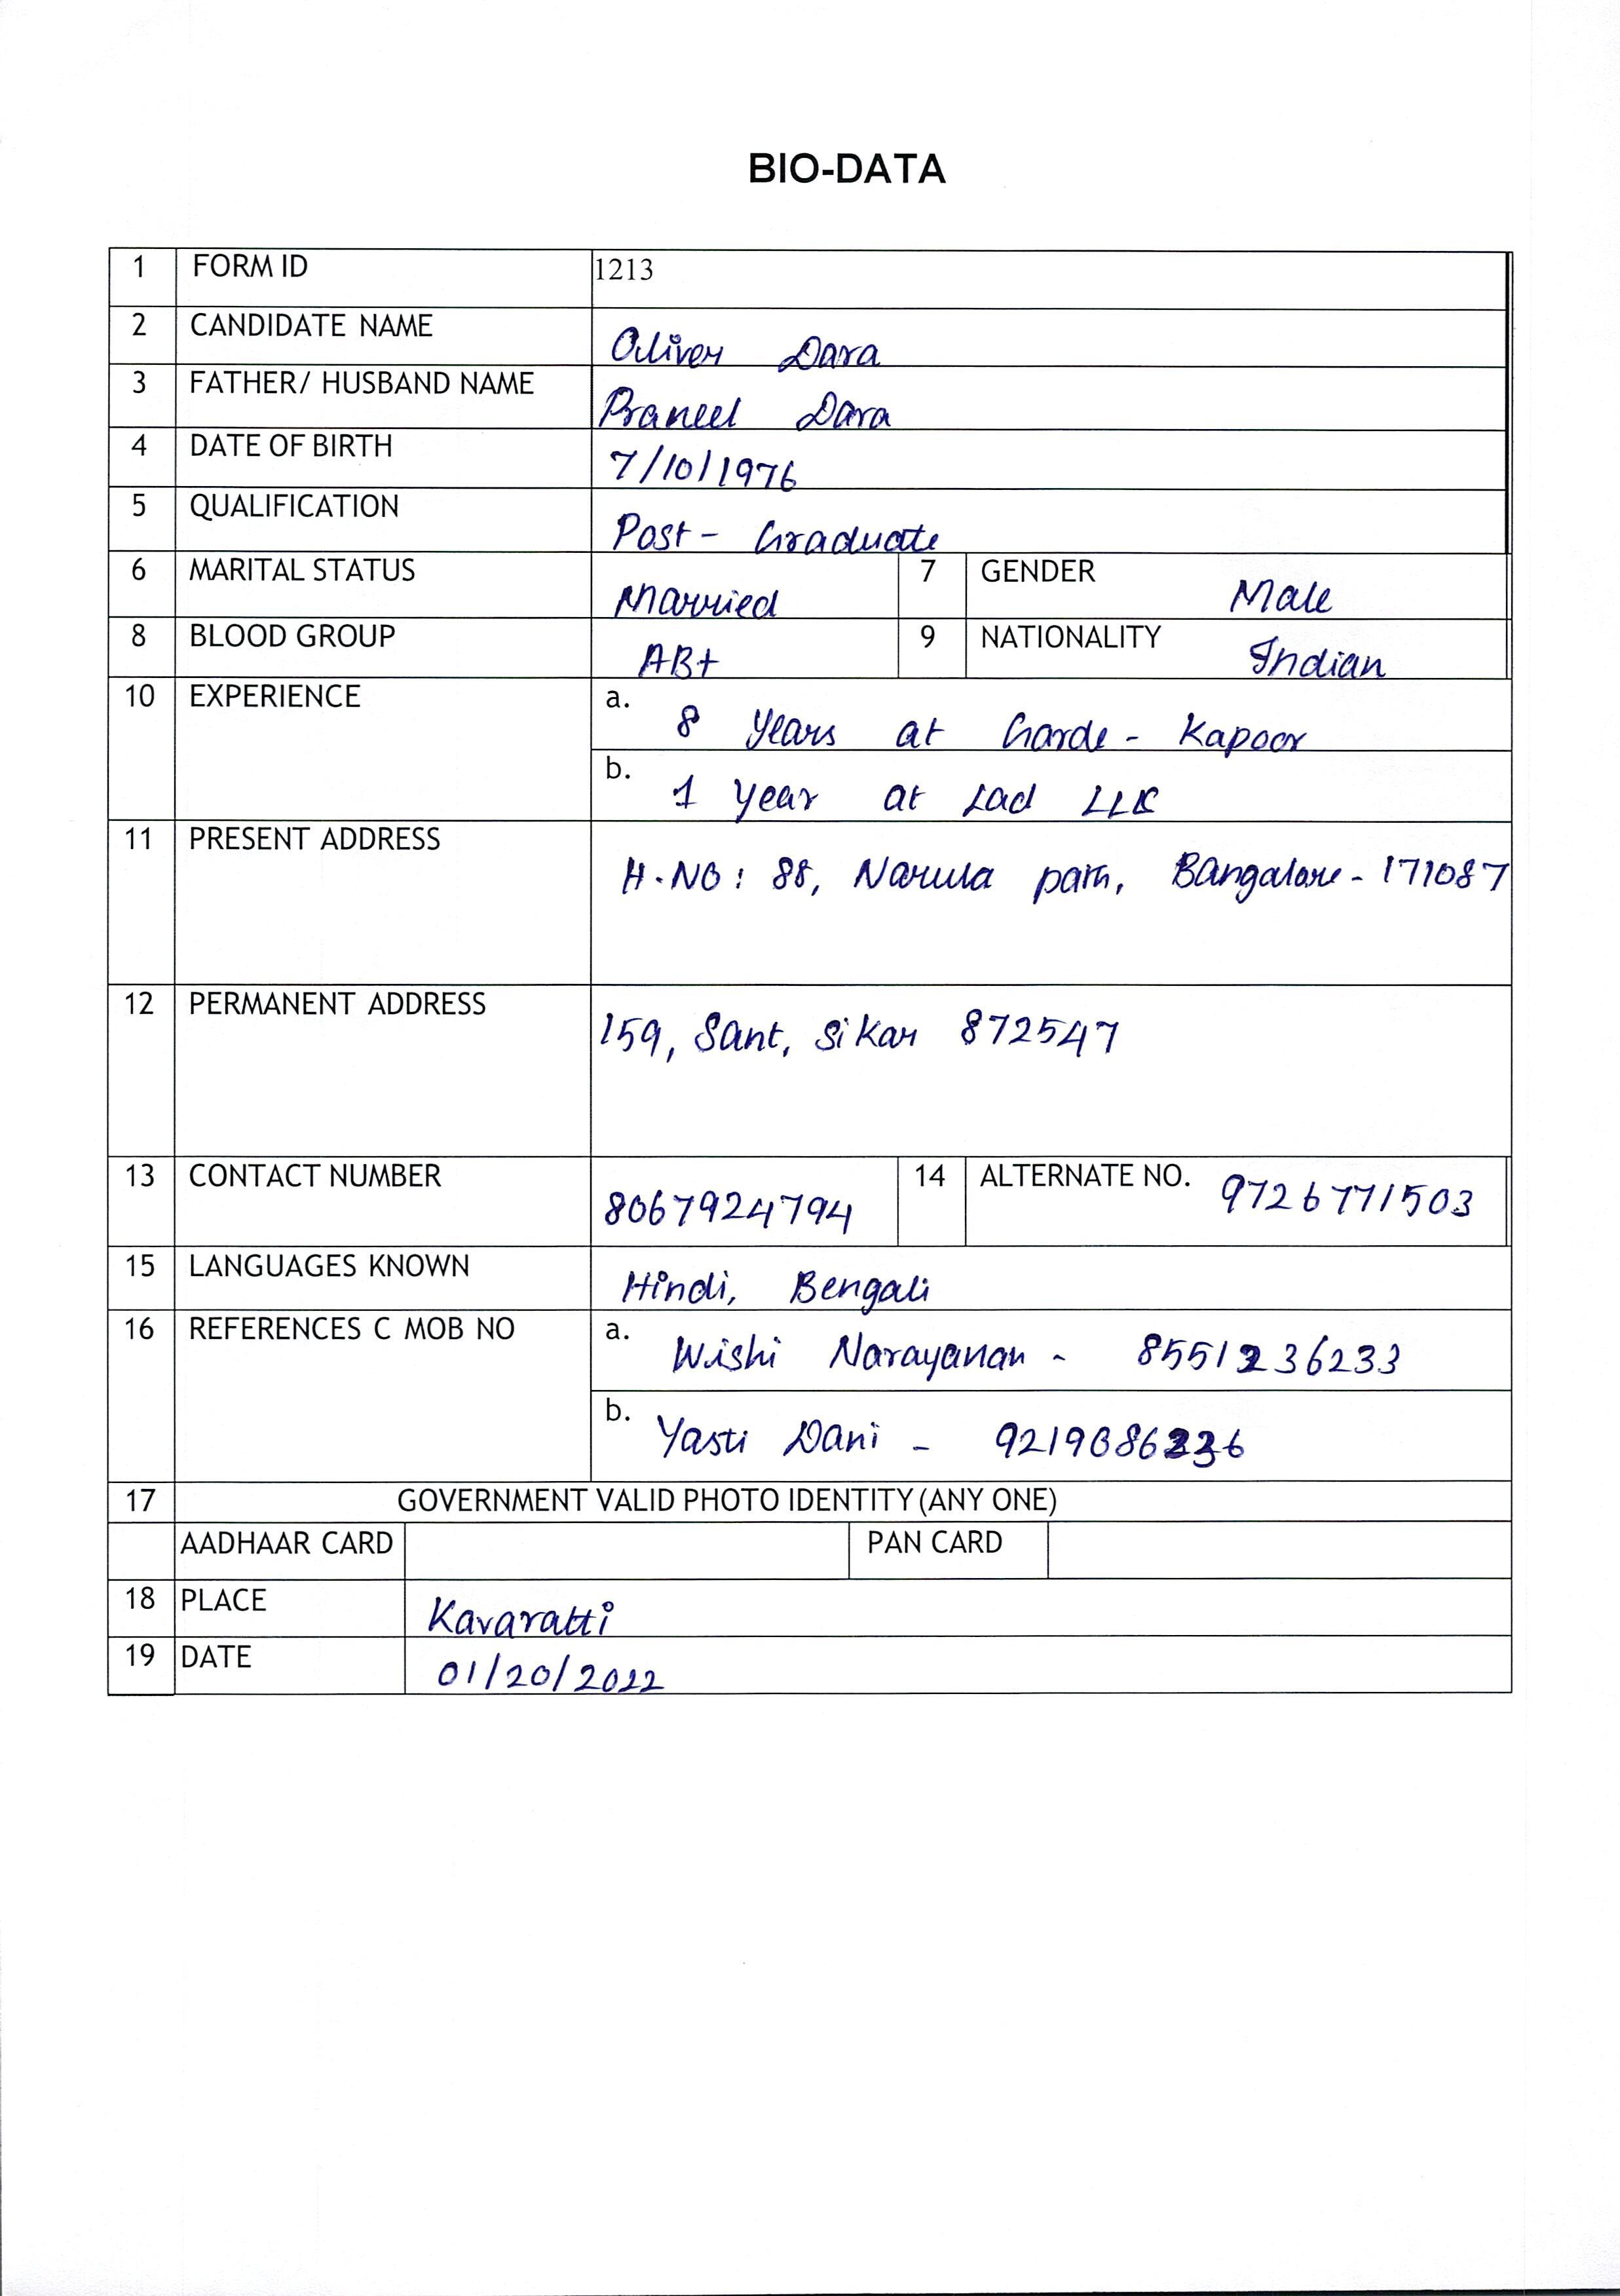 BIO-DATA
1 FORM ID 1213
2 CANDIDATE NAME Oliver Dara
3 FATHER/ HUSBAND NAME Praneel Dara
4 DATE OF BIRTH 7/10/1976
5 QUALIFICATION Post - Graduate
6 MARITAL STATUS Married 7 GENDER Male
8 BLOOD GROUP AB+ 9 NATIONALITY Indian
10 EXPERIENCE a. 8 years at Garde - Kapoor
b. 1 year at Lad LLC
11 PRESENT ADDRESS H.NO: 88, Narula path, Bangalore - 171087
12 PERMANENT ADDRESS 159, Sant, Sikar 872547
13 CONTACT NUMBER 8067924794 14 ALTERNATE NO. 9726771503
15 LANGUAGES KNOWN Hindi, Bengali
16 REFERENCES C MOB NO a. Wishi Narayanan - 8551236233
b. Yasti Dani -
17 GOVERNMENT VALID PHOTO IDENTITY (ANY ONE)
AADHAAR CARD PAN CARD
18 PLACE Kavaratti
19 DATE 01/20/2022